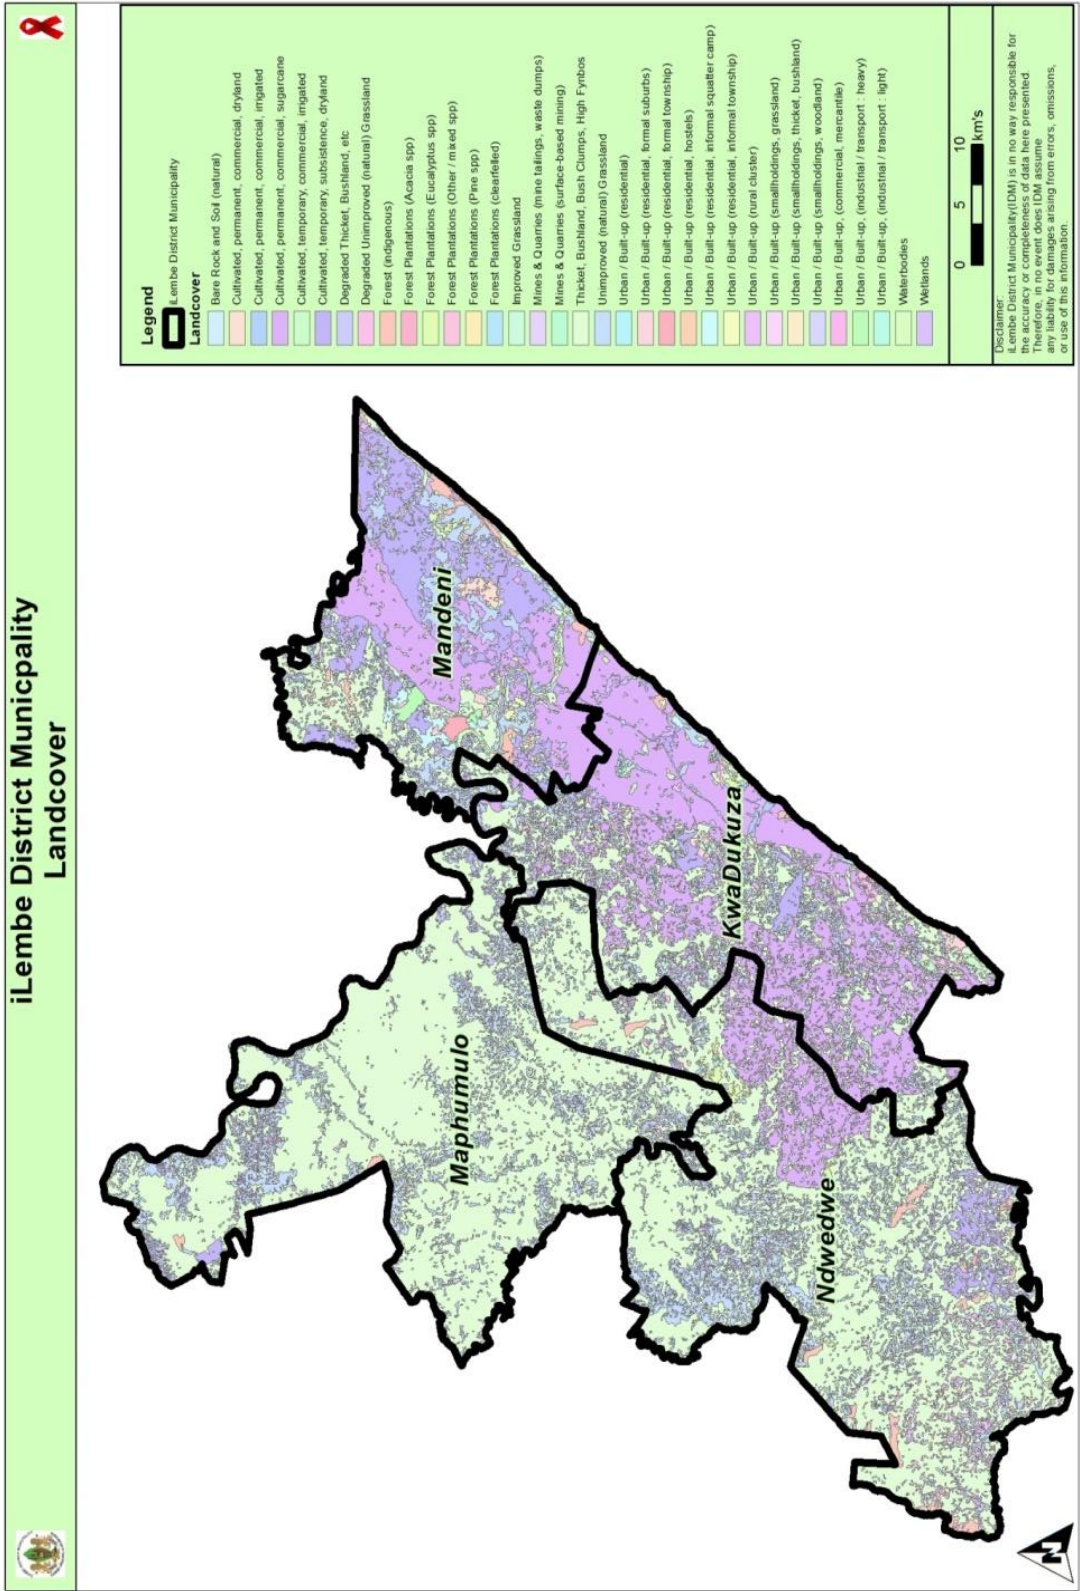 iLembe District Municpality
Landcover
Legend
iLembe District Municipality
Landcover
Bare Rock and Soil (natural)
Cultivated, permanent, commercial, dryland
Cultivated, permanent, commercial, irrigated
Cultivated, permanent, commercial, sugarcane
Cultivated, temporary, commercial, irrigated
Cultivated, temporary, subsistence, dryland
Degraded Thicket, Bushland, etc
Degraded Unimproved (natural) Grassland
Forest (indigenous)
Forest Plantations (Acacia spp)
Forest Plantations (Eucalyptus spp)
Forest Plantations (Other / mixed spp)
Forest Plantations (Pine spp)
Forest Plantations (clearfelled)
Improved Grassland
Mines & Quarries (mine tailings, waste dumps)
Mines & Quarries (surface-based mining)
Thicket, Bushland, Bush Clumps, High Fynbos
Unimproved (natural) Grassland
Urban / Built-up (residential)
Urban / Built-up (residential, formal suburbs)
Urban / Built-up (residential, formal township)
Urban / Built-up (residential, hostels)
Urban / Built-up (residential, informal squatter camp)
Urban / Built-up (residential, informal township)
Urban / Built-up (rural cluster)
Urban / Built-up (smallholdings, grassland)
Urban / Built-up (smallholdings, thicket, bushland)
Urban / Built-up (smallholdings, woodland)
Urban / Built-up, (commercial, mercantile)
Urban / Built-up, (industrial / transport : heavy)
Urban / Built-up, (industrial / transport : light)
Waterbodies
Wetlands
0 5 10
km's
Disclaimer:
iLembe District Municipality(IDM) is in no way responsible for
the accuracy or completeness of data here presented.
Therefore, in no event does IDM assume
any liability for damages arising from errors, omissions,
or use of this information.
Mandeni
KwaDukuza
Maphumulo
Ndwedwe
N